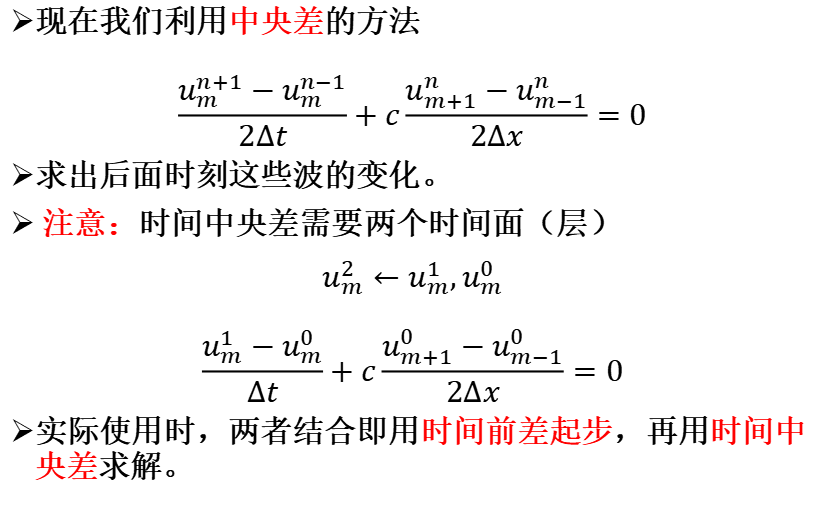 ➢现在我们利用中央差的方法
$$\frac{u_m^{n+1} - u_m^{n-1}}{2\Delta t} + c\frac{u_{m+1}^n - u_{m-1}^n}{2\Delta x} = 0$$
➢求出后面时刻这些波的变化。
➢ 注意：时间中央差需要两个时间面（层）
$$u_m^2 \leftarrow u_m^1, u_m^0$$
$$\frac{u_m^1 - u_m^0}{\Delta t} + c\frac{u_{m+1}^0 - u_{m-1}^0}{2\Delta x} = 0$$
➢实际使用时，两者结合即用时间前差起步，再用时间中
央差求解。